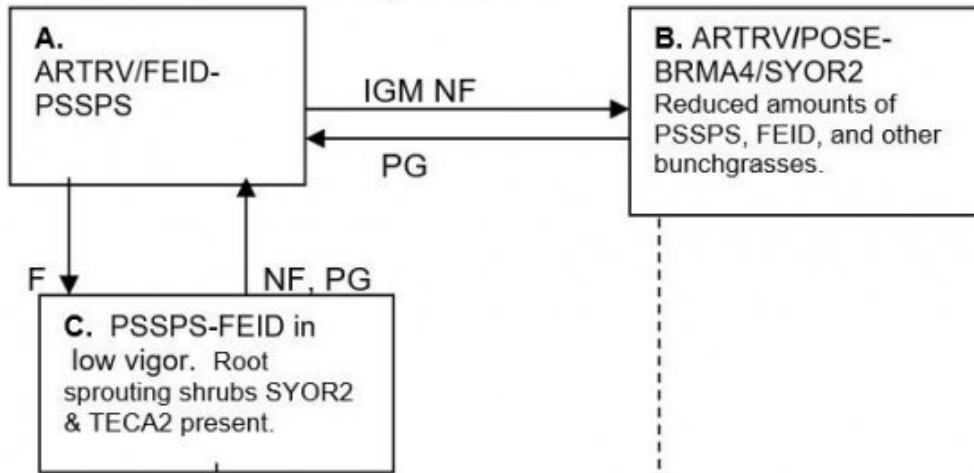 A.
ARTRV/FEID-
PSSPS
IGM NF
PG
B. ARTRV/POSE-
BRMA4/SYOR2
Reduced amounts of
PSSPS, FEID, and other
bunchgrasses.
F
NF, PG
C. PSSPS-FEID in
low vigor. Root
sprouting shrubs SYOR2
& TECA2 present.